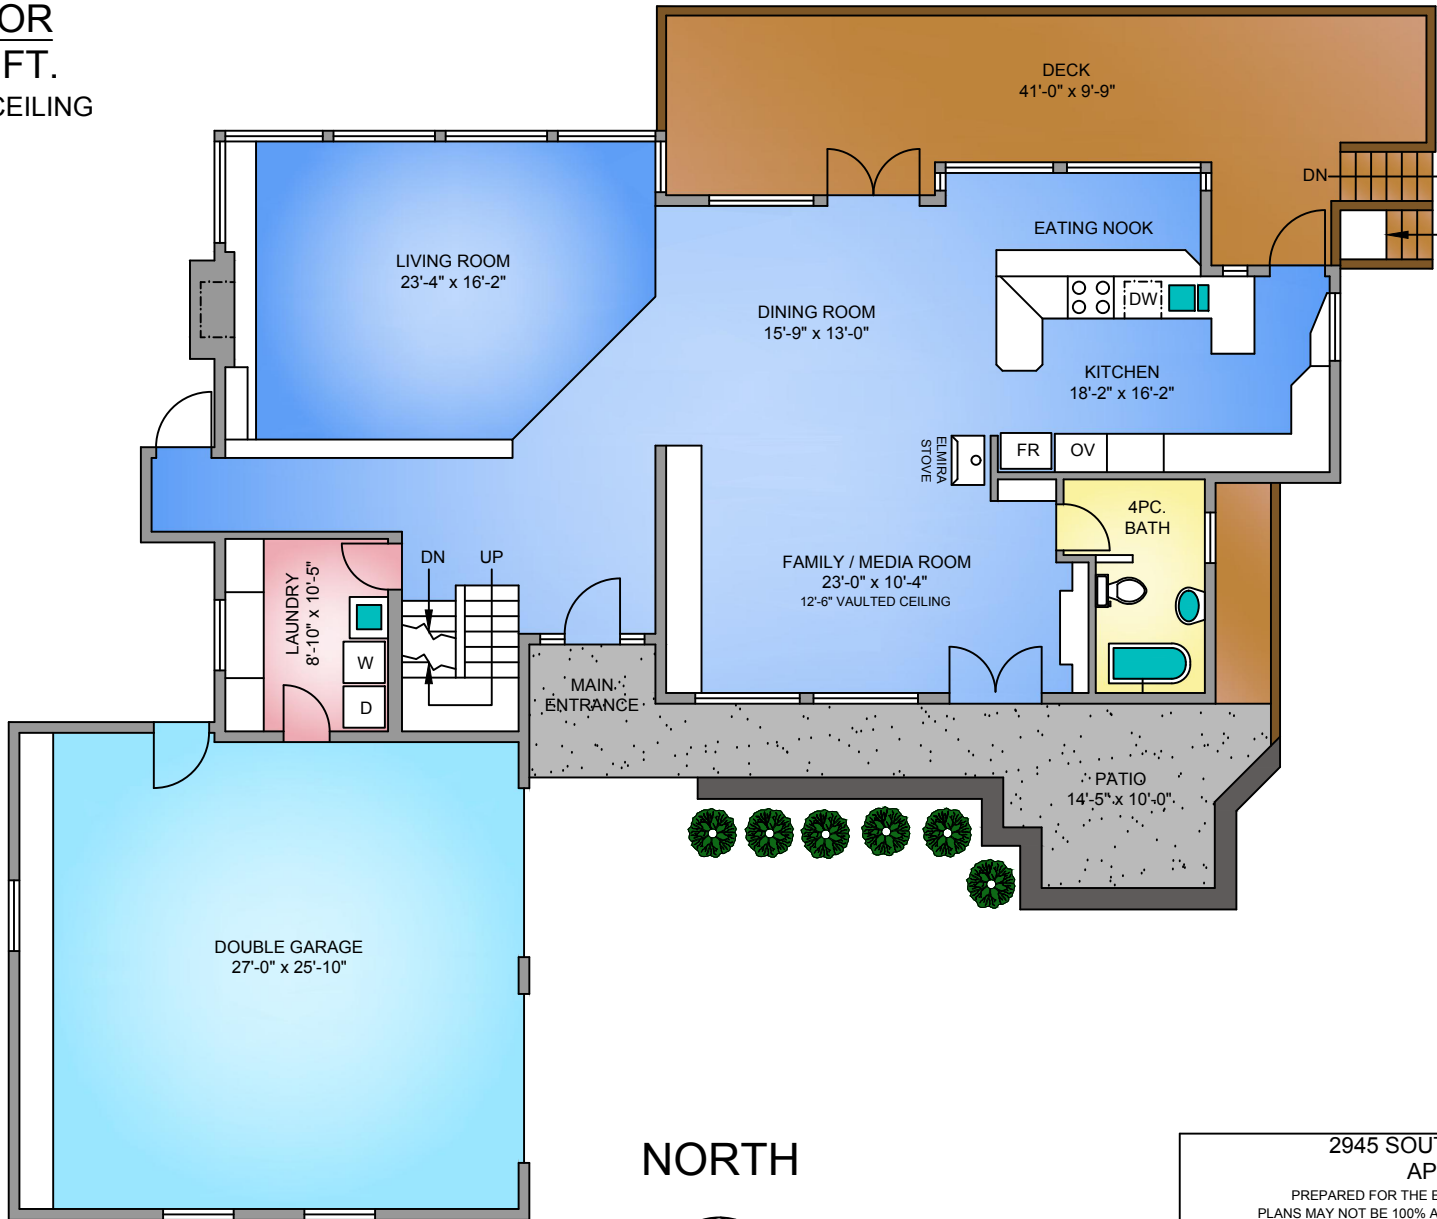 OR
FT.
CEILING
DECK
41'-0" x 9'-9"
DN
EATING NOOK
LIVING ROOM
23'-4" x 16'-2"
DINING ROOM
15'-9" x 13'-0"
DW
KITCHEN
18'-2" x 16'-2"
ELMIRA
STOVE
FR
OV
4PC.
BATH
DN
UP
FAMILY / MEDIA ROOM
23'-0" x 10'-4"
12'-6" VAULTED CEILING
LAUNDRY
8'-10" x 10'-5"
W
D
MAIN
ENTRANCE
PATIO
14'-5" x 10'-0"
DOUBLE GARAGE
27'-0" x 25'-10"
NORTH
2945 SOUT
AP
PREPARED FOR THE E
PLANS MAY NOT BE 100% A